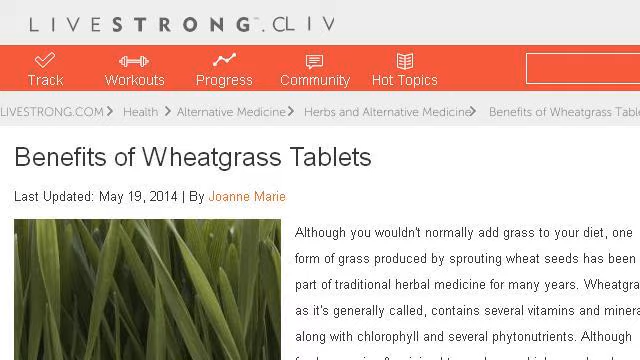 LIVESTRONG.CL IV
Track Workouts Progress Community Hot Topics
LIVESTRONG.COM Health Alternative Medicine Herbs and Alternative Medicine Benefits of Wheatgrass
Benefits of Wheatgrass Tablets
Last Updated: May 19, 2014 | By Joanne Marie
Although you wouldn't normally add grass to your diet, one
form of grass produced by sprouting wheat seeds has been
part of traditional herbal medicine for many years.
as it's generally called, contains several vitamins and
along with chlorophyll and several phytonutrients. Although